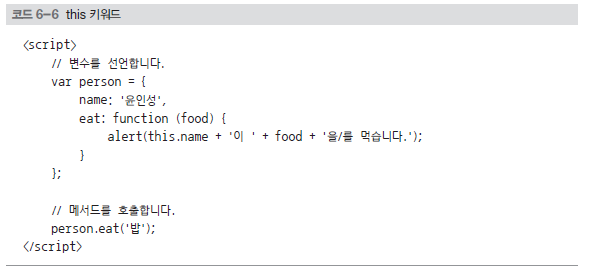 코드 6-6 this 키워드
<script>
// 변수를 선언합니다.
var person = {
name: '윤인성',
eat: function (food) {
alert(this.name + '이 ' + food + '을/를 먹습니다.');
}
};
// 메서드를 호출합니다.
person.eat('밥');
</script>